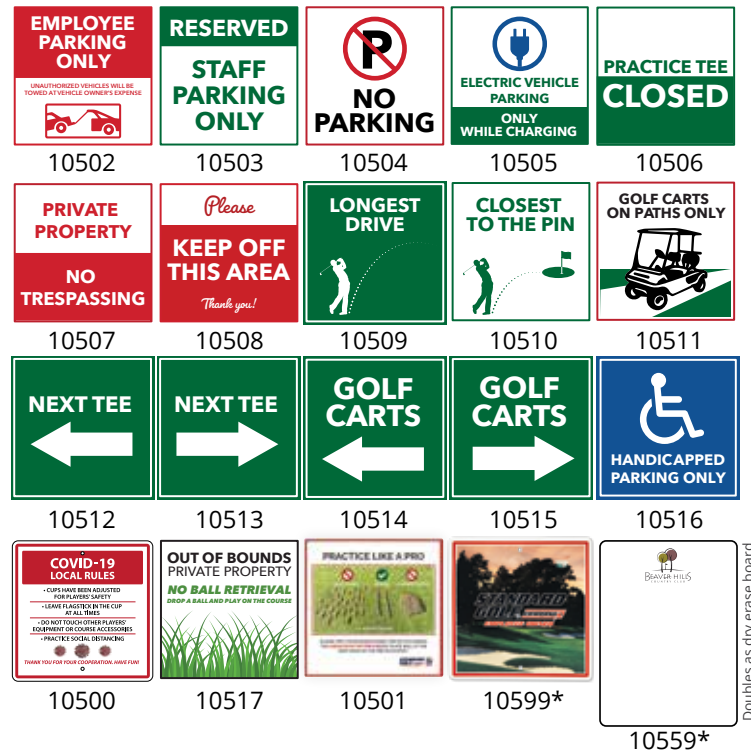 EMPLOYEE
PARKING
ONLY
UNAUTHORIZED VEHICLES WILL BE
TOWED AT VEHICLE OWNER'S EXPENSE
10502
RESERVED
STAFF
PARKING
ONLY
10503
P
NO
PARKING
10504
ELECTRIC VEHICLE
PARKING
ONLY
WHILE CHARGING
10505
PRACTICE TEE
CLOSED
10506
PRIVATE
PROPERTY
NO
TRESPASSING
10507
Please
KEEP OFF
THIS AREA
Thank you!
10508
LONGEST
DRIVE
10509
CLOSEST
TO THE PIN
10510
GOLF CARTS
ON PATHS ONLY
10511
NEXT TEE
10512
NEXT TEE
10513
GOLF
CARTS
10514
GOLF
CARTS
10515
HANDICAPPED
PARKING ONLY
10516
COVID-19
LOCAL RULES
• CUPS HAVE BEEN ADJUSTED
FOR PLAYERS' SAFETY
• LEAVE FLAGSTICK IN THE CUP
AT ALL TIMES
• DO NOT TOUCH OTHER PLAYERS'
EQUIPMENT OR COURSE ACCESSORIES
• PRACTICE SOCIAL DISTANCING
THANK YOU FOR YOUR COOPERATION. HAVE FUN!
10500
OUT OF BOUNDS
PRIVATE PROPERTY
NO BALL RETRIEVAL
DROP A BALL AND PLAY ON THE COURSE
10517
PRACTICE LIKE A PRO
10501
STANDARD
GOLF
10599*
BEAVER HILLS
COUNTRY CLUB
Doubles as dry erase board
10559*